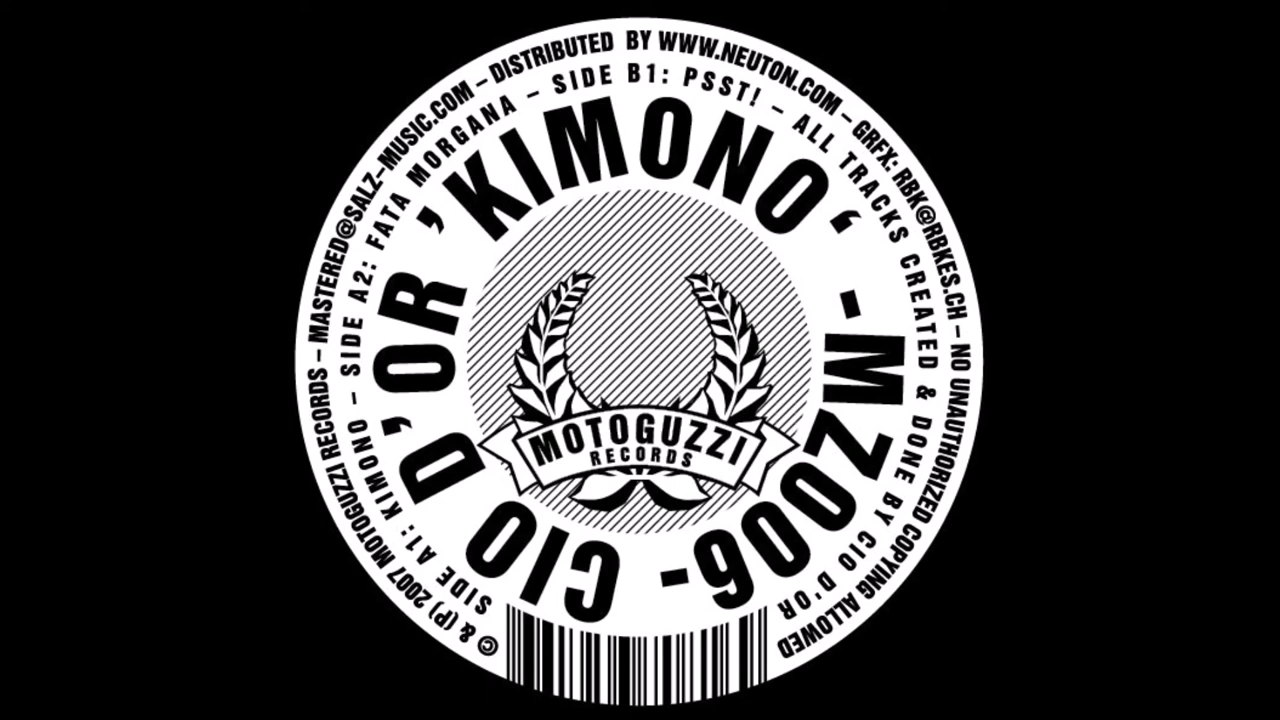 © & (P) 2007 MOTOGUZZI RECORDS – MASTERED@SALZ-MUSIC.COM – DISTRIBUTED BY WWW.NEUTON.COM – GRFX: RBK@RBKES.CH – NO UNAUTHORIZED COPYING ALLOWED
SIDE A1: KIMONO – SIDE A2: FATA MORGANA – SIDE B1: PSST! – ALL TRACKS CREATED & DONE BY CIO D'OR
CIO D'OR 'KIMONO' - MZ006-
MOTOGUZZI
RECORDS